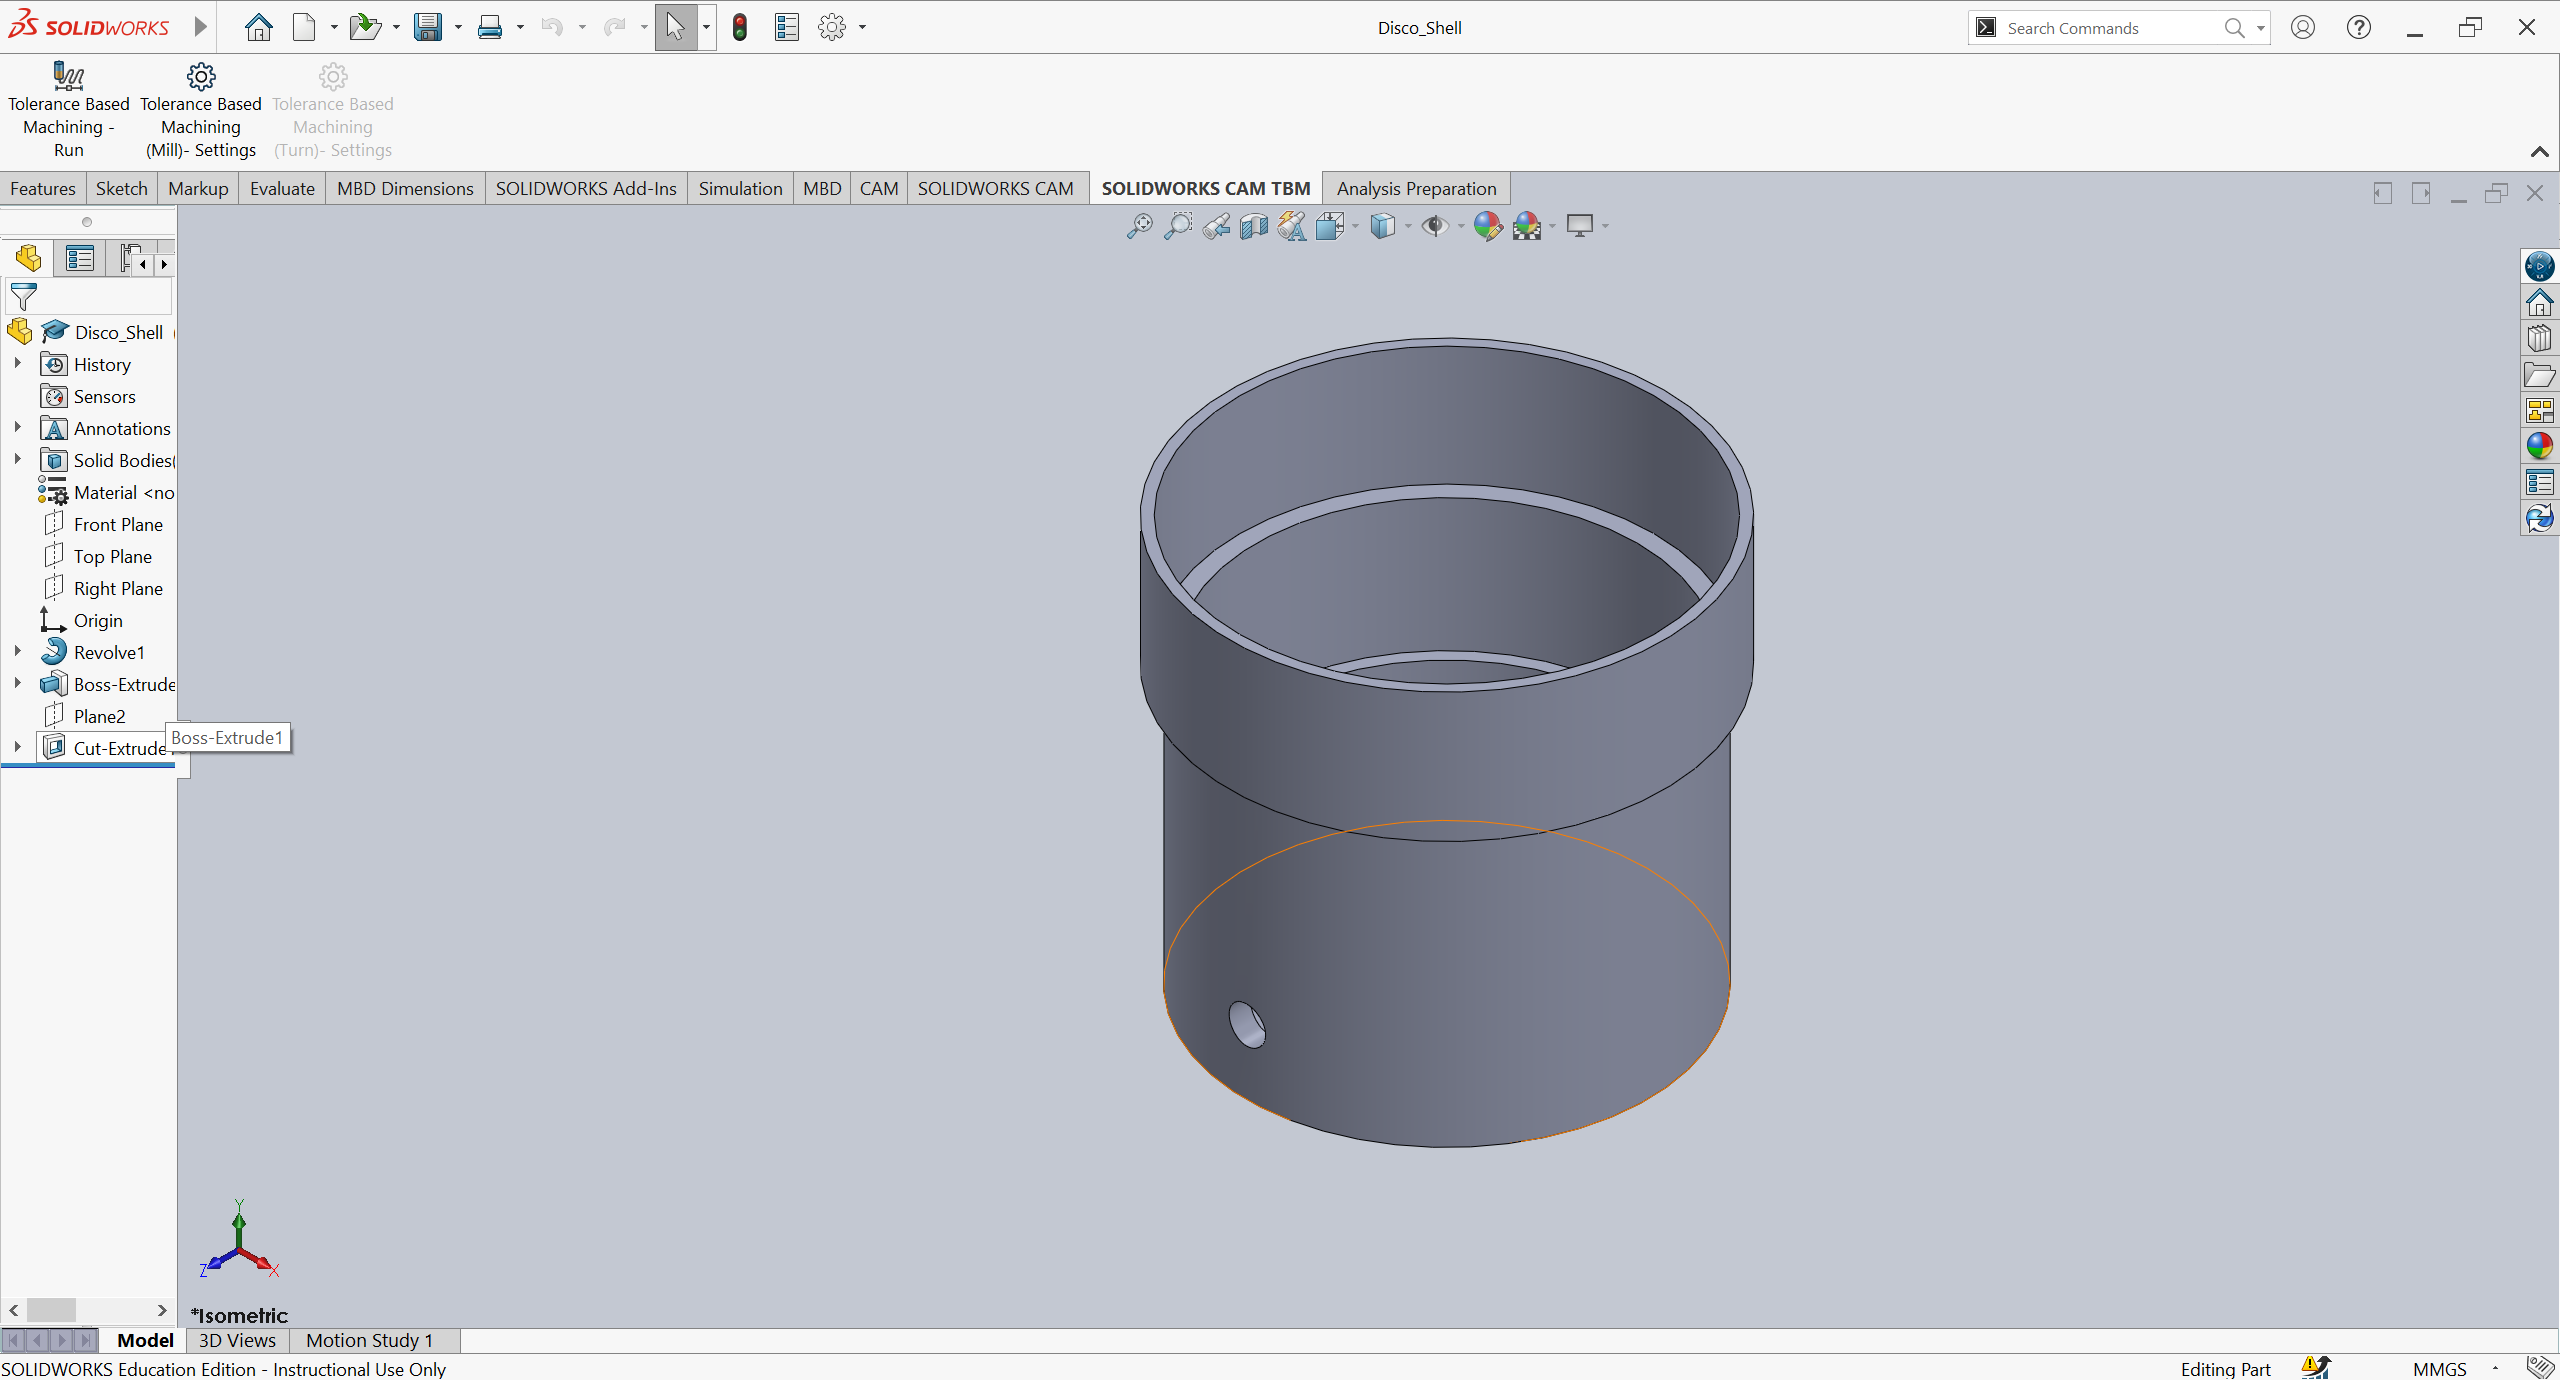 SOLIDWORKS
Disco_Shell
Search Commands
Tolerance Based
Machining -
Run
Tolerance Based
Machining
(Mill)- Settings
Tolerance Based
Machining
(Turn)- Settings
Features
Sketch
Markup
Evaluate
MBD Dimensions
SOLIDWORKS Add-Ins
Simulation
MBD
CAM
SOLIDWORKS CAM
SOLIDWORKS CAM TBM
Analysis Preparation
Disco_Shell (
History
Sensors
Annotations
Solid Bodies(
Material <no
Front Plane
Top Plane
Right Plane
Origin
Revolve1
Boss-Extrude
Plane2
Boss-Extrude1
Cut-Extrude
Y
Z
X
*Isometric
Model
3D Views
Motion Study 1
SOLIDWORKS Education Edition - Instructional Use Only
Editing Part
MMGS